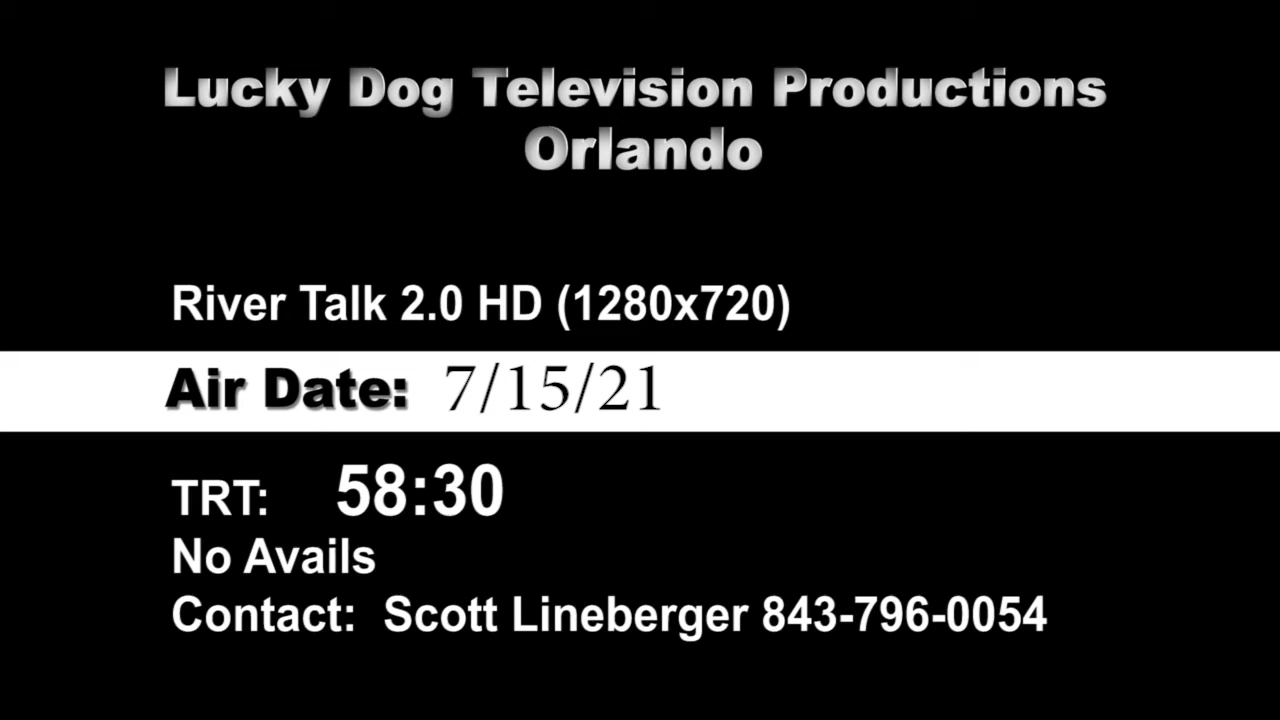 Lucky Dog Television Productions
Orlando
River Talk 2.0 HD (1280x720)
Air Date: 7/15/21
TRT: 58:30
No Avails
Contact: Scott Lineberger 843-796-0054